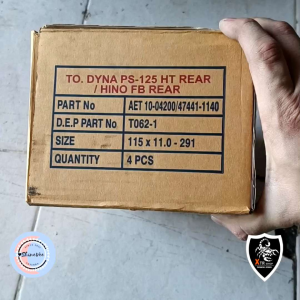 TO. DYNA PS-125 HT REAR
/ HINO FB REAR
PART No AET 10-04200/47441-1140
D.E.P PART No T062-1
SIZE 115 x 11.0 - 291
QUANTITY 4 PCS